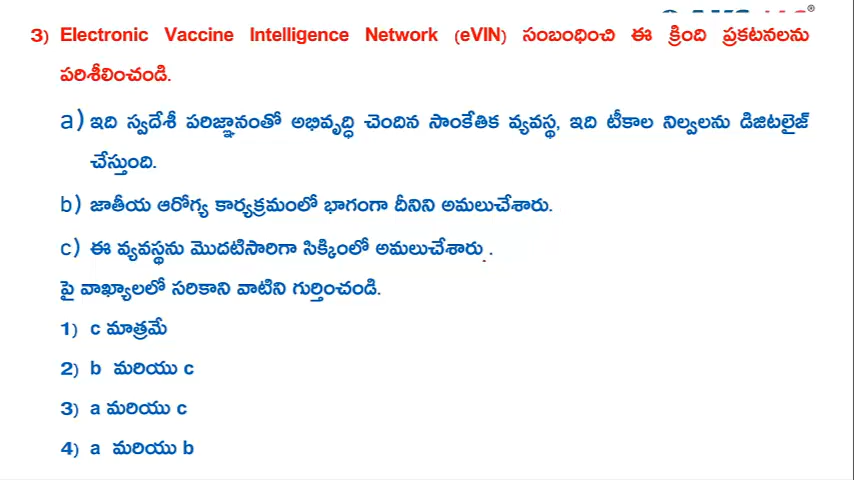 3) Electronic Vaccine Intelligence Network (eVIN) సంబంధించి ఈ క్రింది ప్రకటనలను
పరిశీలించండి.
a) ఇది స్వదేశీ పరిజ్ఞానంతో అభివృద్ధి చెందిన సాంకేతిక వ్యవస్థ, ఇది టీకాల నిల్వలను డిజిటలైజ్
చేస్తుంది.
b) జాతీయ ఆరోగ్య కార్యక్రమంలో భాగంగా దీనిని అమలుచేశారు.
c) ఈ వ్యవస్థను మొదటిసారిగా సిక్కింలో అమలుచేశారు.
పై వాఖ్యాలలో సరికాని వాటిని గుర్తించండి.
1) c మాత్రమే
2) b మరియు c
3) a మరియు c
4) a మరియు b